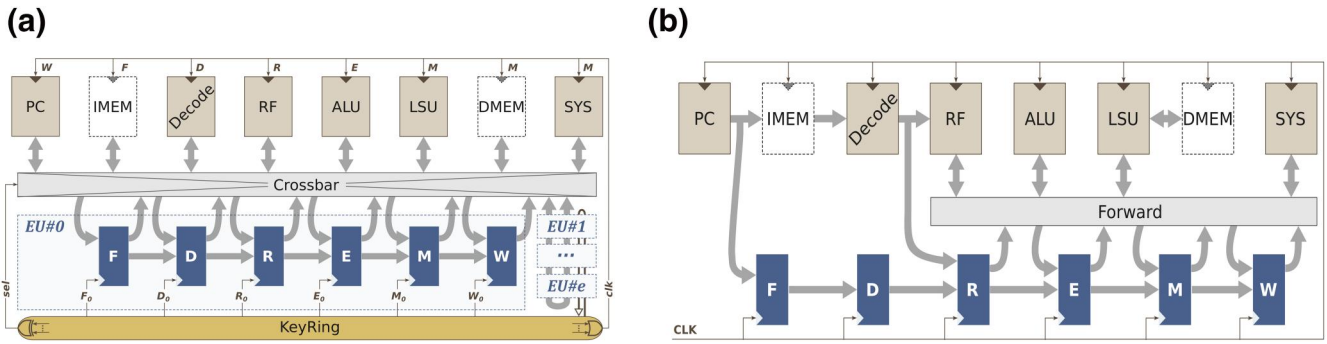 (a)
W F D R E M M M
PC IMEM Decode RF ALU LSU DMEM SYS
Crossbar
EU#0 EU#1
F D R E M W ...
EU#e
sel F₀ D₀ R₀ E₀ M₀ W₀ clk
KeyRing
(b)
PC IMEM Decode RF ALU LSU DMEM SYS
Forward
F D R E M W
CLK